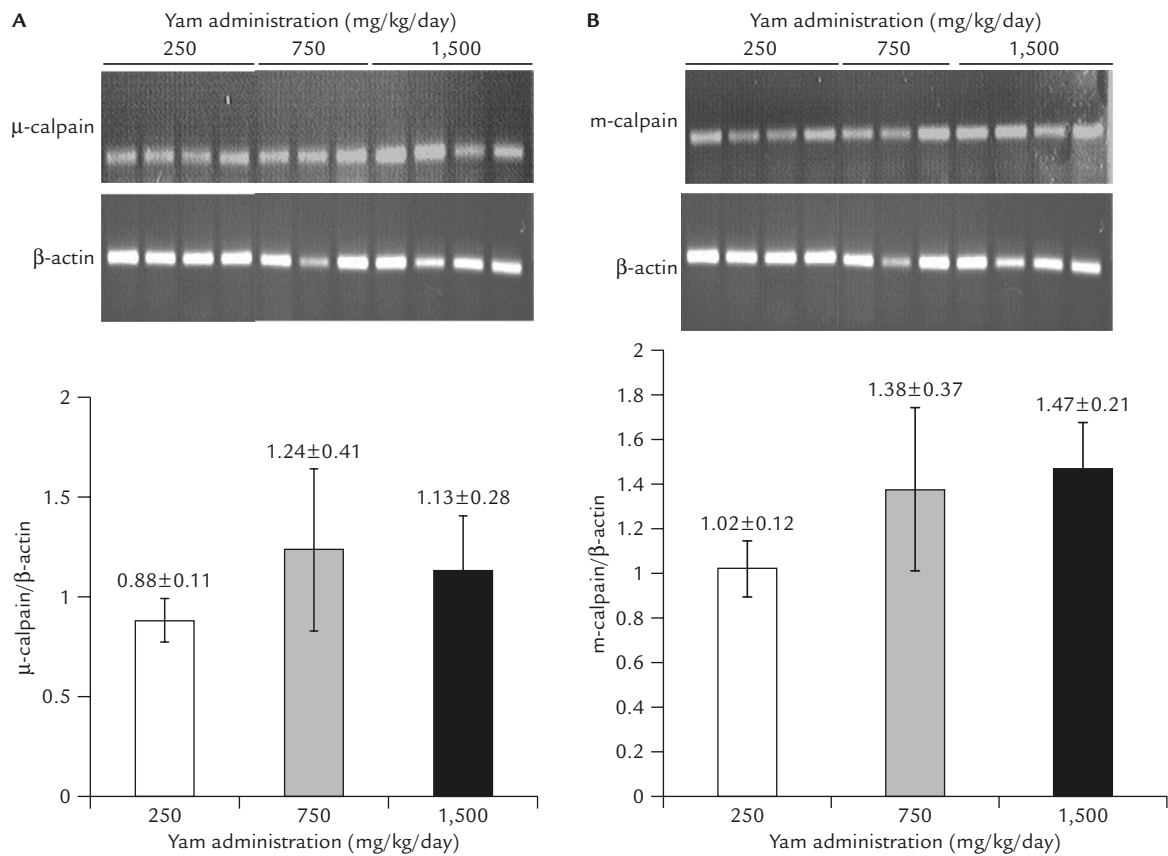 A
Yam administration (mg/kg/day)
250 750 1,500
μ-calpain
β-actin
2
1.5
1
0.5
0
μ-calpain/β-actin
0.88±0.11
1.24±0.41
1.13±0.28
250 750 1,500
Yam administration (mg/kg/day)
B
Yam administration (mg/kg/day)
250 750 1,500
m-calpain
β-actin
2
1.8
1.6
1.4
1.2
1
0.8
0.6
0.4
0.2
0
m-calpain/β-actin
1.02±0.12
1.38±0.37
1.47±0.21
250 750 1,500
Yam administration (mg/kg/day)